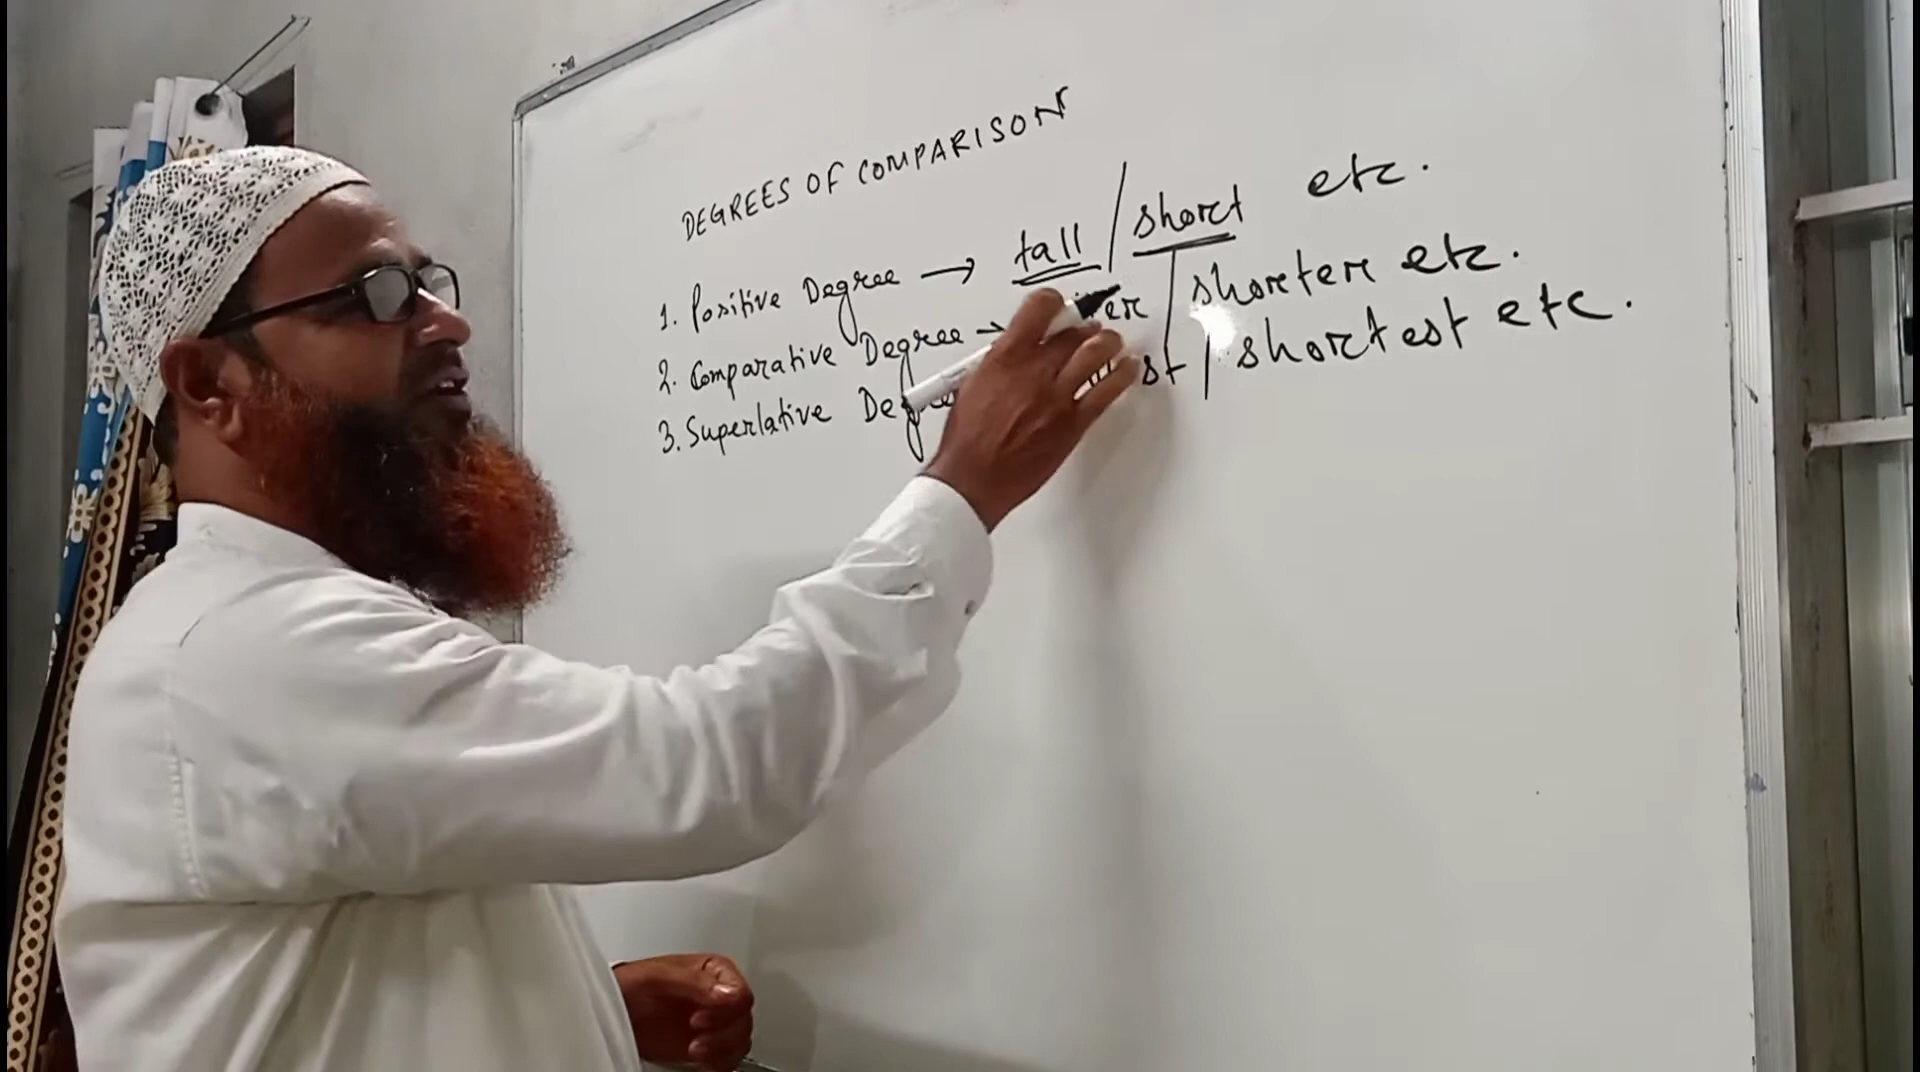 DEGREES OF COMPARISON
1. Positive Degree → tall / short etc.
2. Comparative Degree → / shorter etc.
3. Superlative / shortest etc.